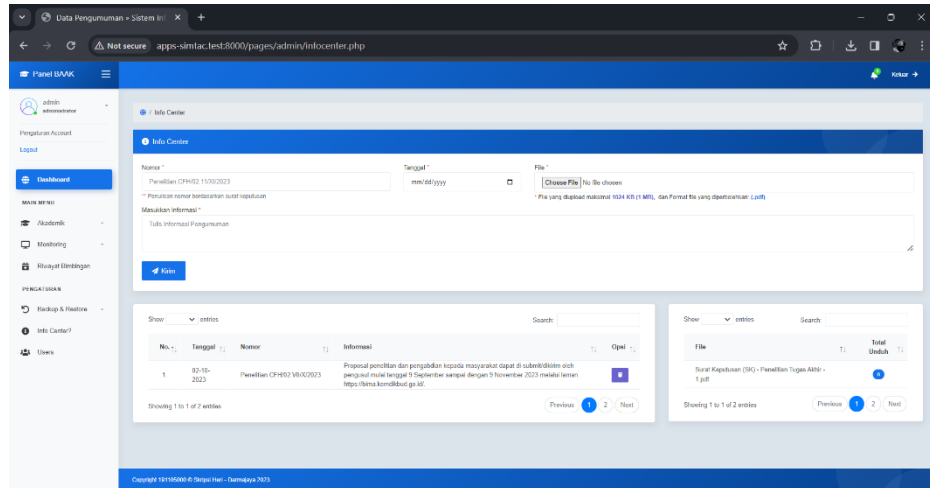 Data Pengumuman » Sistem Inf
Not secure apps-simtac.test:8000/pages/admin/infocenter.php
Panel BAAK
Keluar
admin
administrator
Pengaturan Account
Logout
Dashboard
MAIN MENU
Akademik
Monitoring
Riwayat Bimbingan
PENGATURAN
Backup & Restore
Info Center?
Users
/ Info Center
Info Center
Nomor *
Tanggal *
File *
Penelitian CFH/02.11/XI/2023
mm/dd/yyyy
Choose File No file chosen
** Penulisan nomor berdasarkan surat keputusan
* File yang diupload maksimal 1024 KB (1 MB), dan Format file yang diperbolehkan: (.pdf)
Masukkan Informasi *
Tulis Informasi Pengumuman
Kirim
Show entries
Search:
No. Tanggal Nomor Informasi Opsi
1 02-10-2023 Penelitian CFH/02 VII/X/2023
Proposal penelitian dan pengabdian kepada masyarakat dapat di submit/dikirim oleh
pengusul mulai tanggal 9 September sampai dengan 9 November 2023 melalui laman
https://bima.kemdikbud.go.id/.
Showing 1 to 1 of 2 entries
Previous 1 2 Next
Show entries
Search:
File Total Unduh
Surat Keputusan (SK) - Penelitian Tugas Akhir -
1.pdf
Showing 1 to 1 of 2 entries
Previous 1 2 Next
Copyright 191105000 © Skripsi Heri - Darmajaya 2023